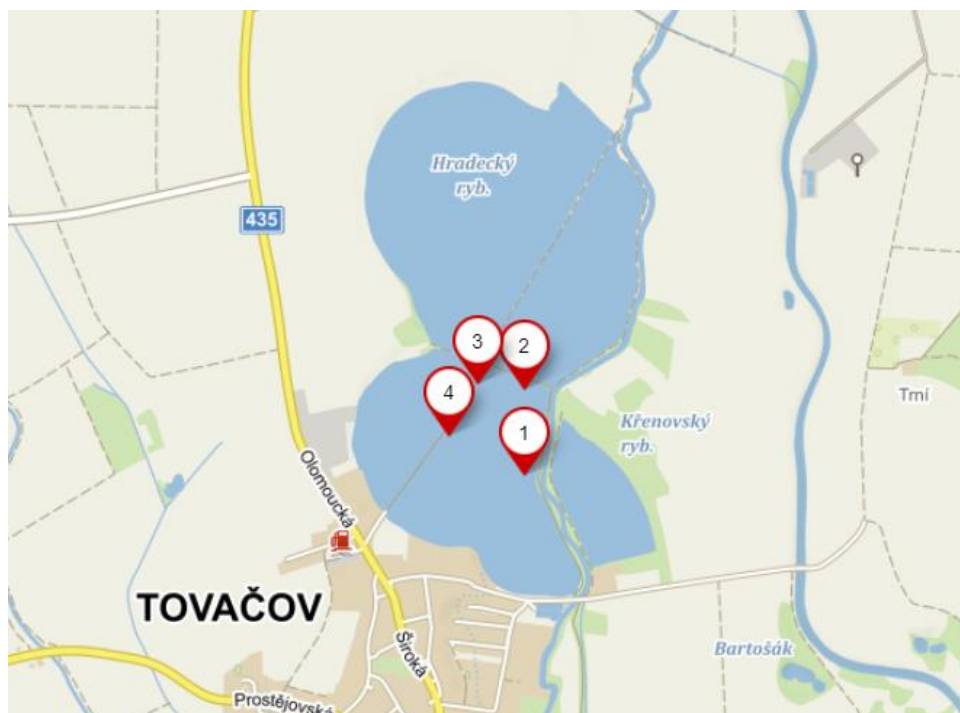 Hradecký
ryb.
435
3
2
4
1
Křenovský
ryb.
Trní
Olomoucká
TOVAČOV
Široká
Bartošák
Prostějovská